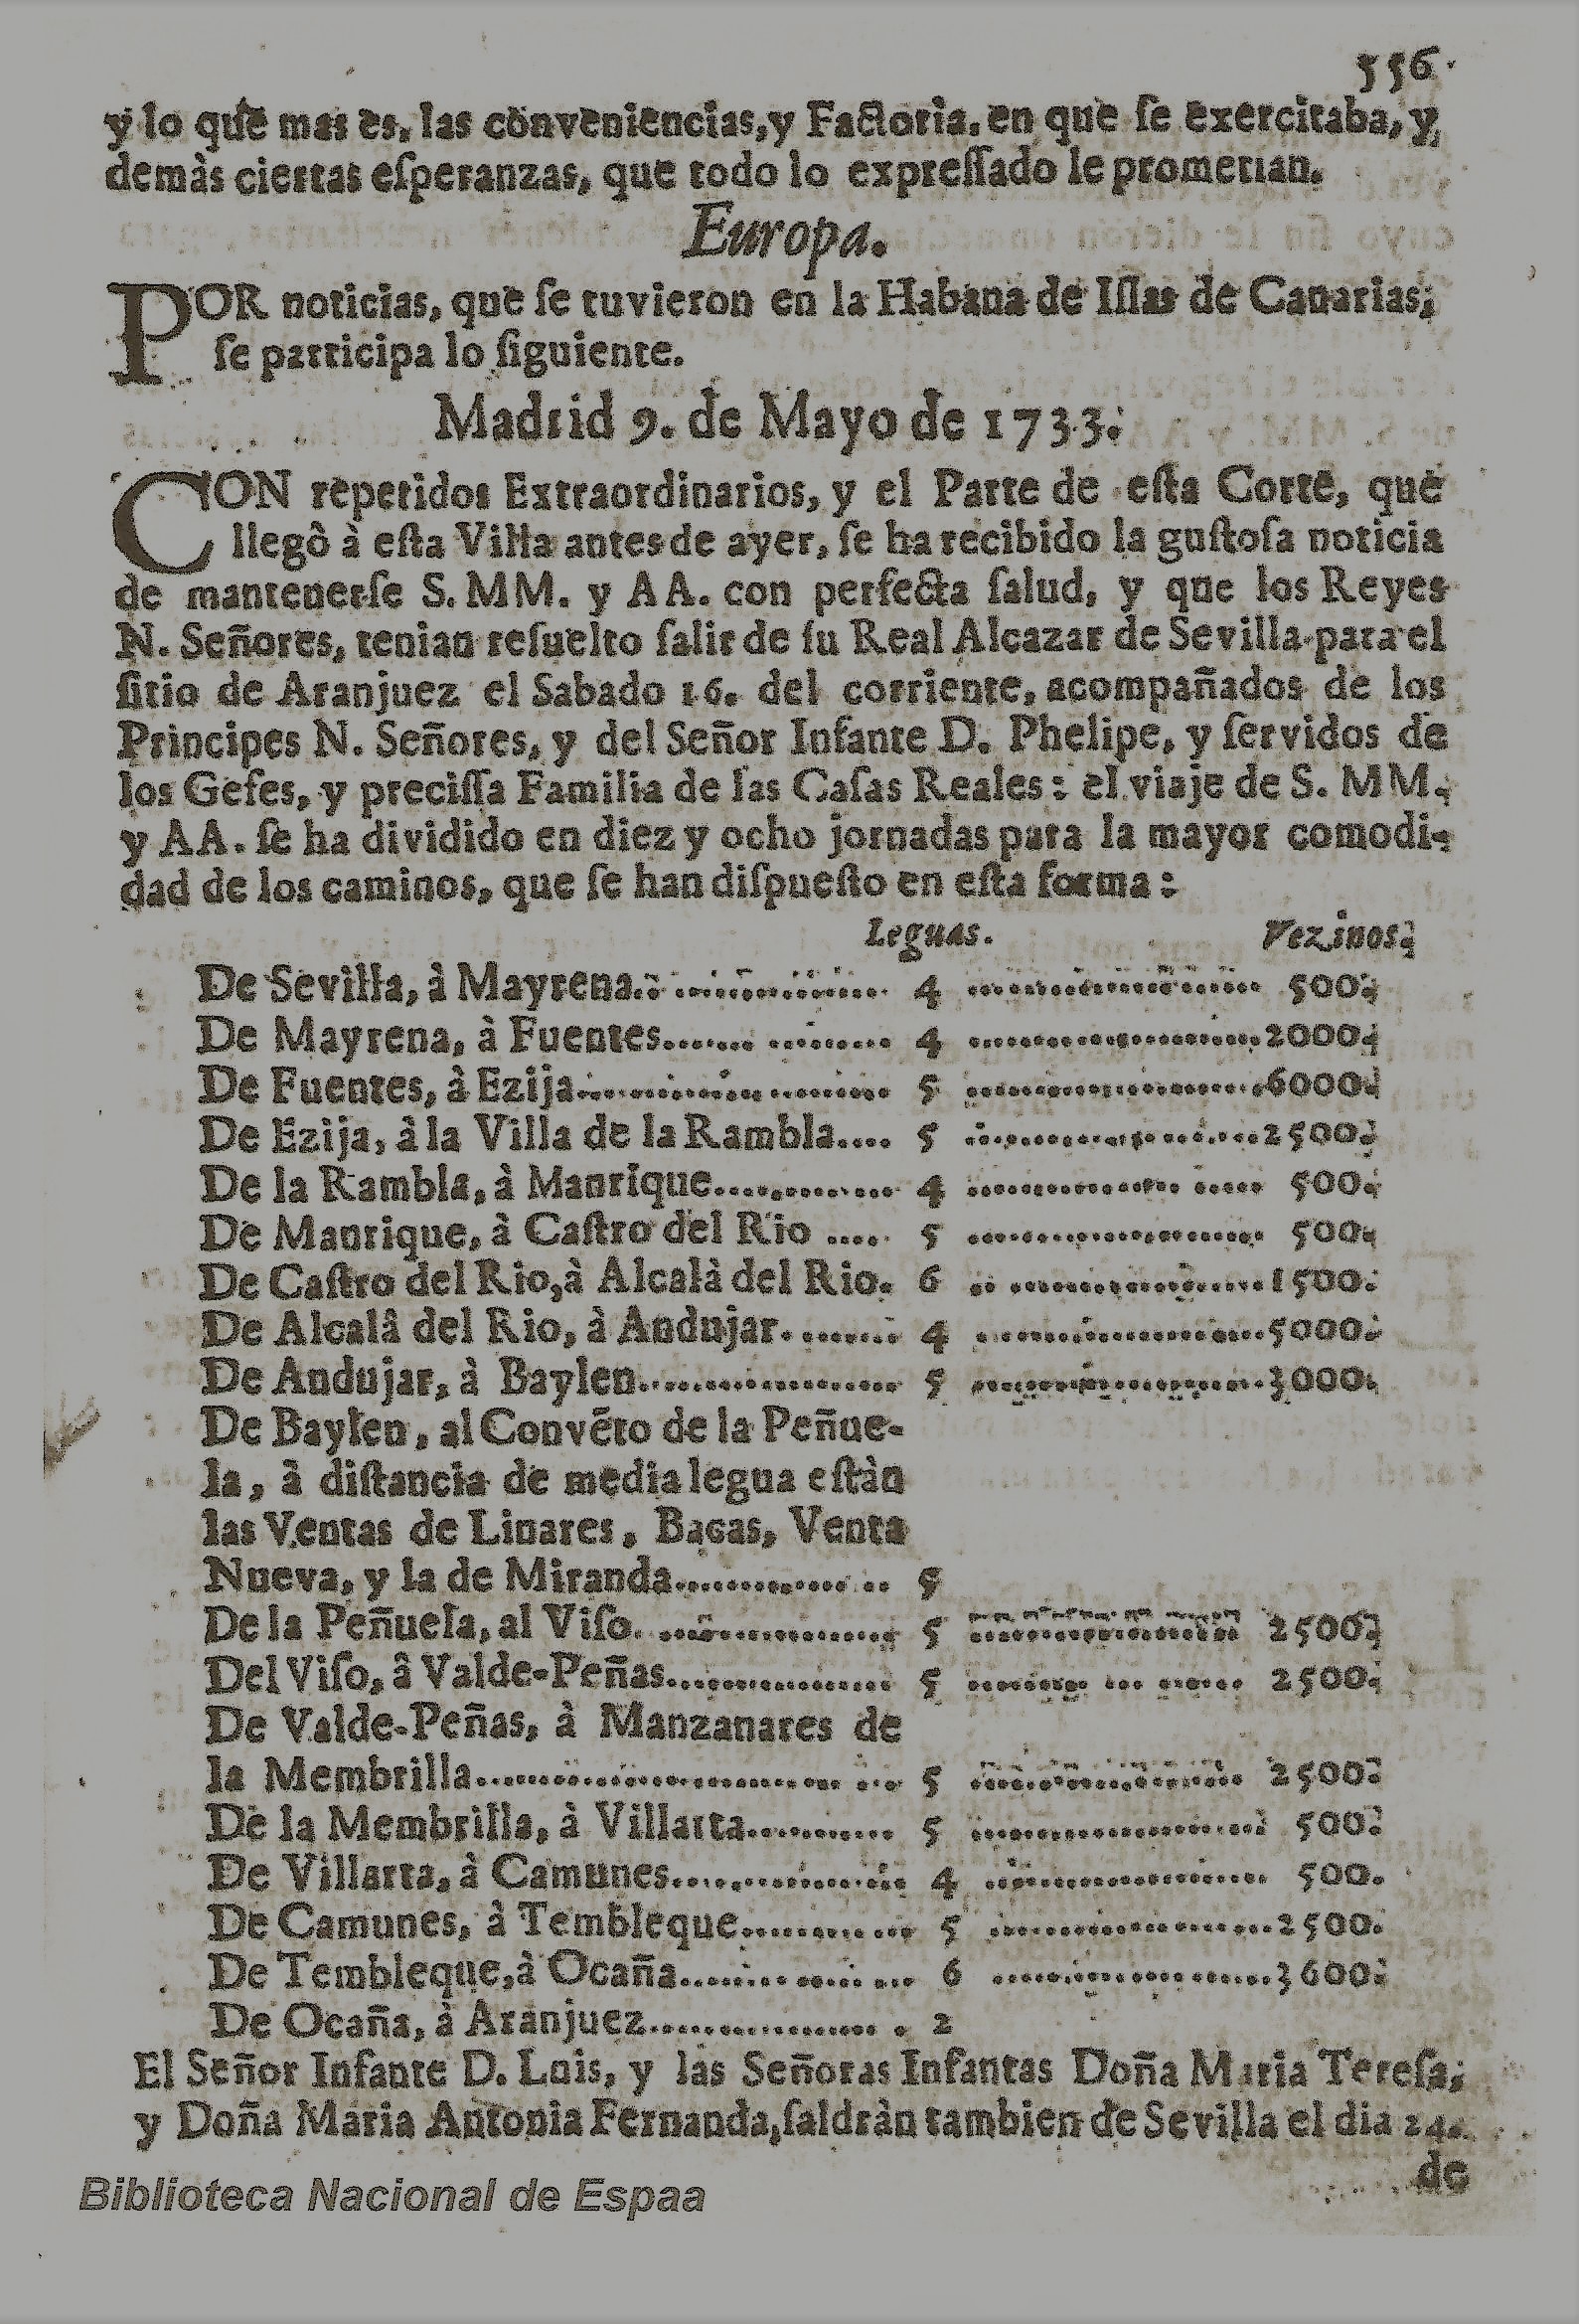 556.
y lo que mas es, las conveniencias, y Factoria, en que ſe exercitaba, y
demàs ciertas eſperanzas, que todo lo expreſſado le prometian.
Europa.
POR noticias, que ſe tuvieron en la Habana de Iſlas de Canarias,
ſe participa lo ſiguiente.
Madrid 9. de Mayo de 1733.
CON repetidos Extraordinarios, y el Parte de eſta Corte, que
llegò à eſta Villa antes de ayer, ſe ha recibido la guſtoſa noticia
de mantenerſe S. MM. y AA. con perfecta ſalud, y que los Reyes
N. Señores, tenian reſuelto ſalir de ſu Real Alcazar de Sevilla para el
ſitio de Aranjuez el Sabado 16. del corriente, acompañados de los
Principes N. Señores, y del Señor Infante D. Phelipe, y ſervidos de
los Gefes, y preciſſa Familia de las Caſas Reales: el viaje de S. MM.
y AA. ſe ha dividido en diez y ocho jornadas para la mayor comodi-
dad de los caminos, que ſe han diſpueſto en eſta forma:
Leguas. Vezinos.
De Sevilla, à Mayrena.................... 4 .................... 500.
De Mayrena, à Fuentes................. 4 ....................2000.
De Fuentes, à Ezija..................... 5 ....................6000.
De Ezija, à la Villa de la Rambla.... 5 ....................2500.
De la Rambla, à Manrique.............. 4 .................... 500.
De Manrique, à Caſtro del Rio ..... 5 .................... 500.
De Caſtro del Rio, à Alcalà del Rio. 6 ....................1500.
De Alcalâ del Rio, à Andujar......... 4 ....................5000.
De Andujar, à Baylen.................... 5 ....................3000.
De Baylen, al Convẽto de la Peñue-
la, à diſtancia de media legua eſtàn
las Ventas de Linares, Bacas, Venta
Nueva, y la de Miranda................ 5
De la Peñuela, al Viſo. ................. 5 .................... 2500.
Del Viſo, â Valde-Peñas................. 5 .................... 2500.
De Valde-Peñas, à Manzanares de
la Membrilla.............................. 5 .................... 2500.
De la Membrilla, à Villarta........... 5 .................... 500.
De Villarta, à Camunes................. 4 .................... 500.
De Camunes, à Tembleque............. 5 ....................2500.
De Tembleque, à Ocaña................. 6 ....................3600.
De Ocaña, à Aranjuez.................. . 2
El Señor Infante D. Luis, y las Señoras Infantas Doña Maria Tereſa,
y Doña Maria Antonia Fernanda, ſaldràn tambien de Sevilla el dia 24.
de
Biblioteca Nacional de Espaa